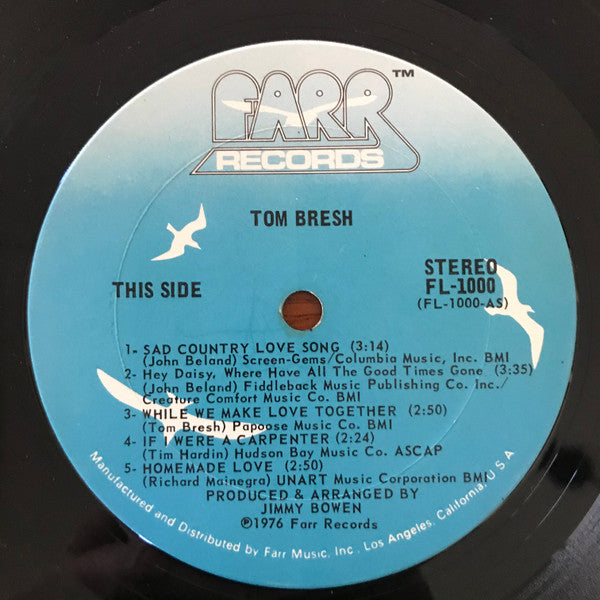 FARR™
RECORDS
TOM BRESH
THIS SIDE
STEREO
FL-1000
(FL-1000-AS)
1- SAD COUNTRY LOVE SONG (3:14)
(John Beland) Screen-Gems/Columbia Music, Inc. BMI
2- Hey Daisy, Where Have All The Good Times Gone (3:35)
(John Beland) Fiddleback Music Publishing Co. Inc./
Creature Comfort Music Co. BMI
3- WHILE WE MAKE LOVE TOGETHER (2:50)
(Tom Bresh) Papoose Music Co. BMI
4- IF I WERE A CARPENTER (2:24)
(Tim Hardin) Hudson Bay Music Co. ASCAP
5- HOMEMADE LOVE (2:50)
(Richard Mainegra) UNART Music Corporation BMI
PRODUCED & ARRANGED BY
JIMMY BOWEN
℗1976 Farr Records
Manufactured and Distributed by Farr Music, Inc. Los Angeles, California, U S A